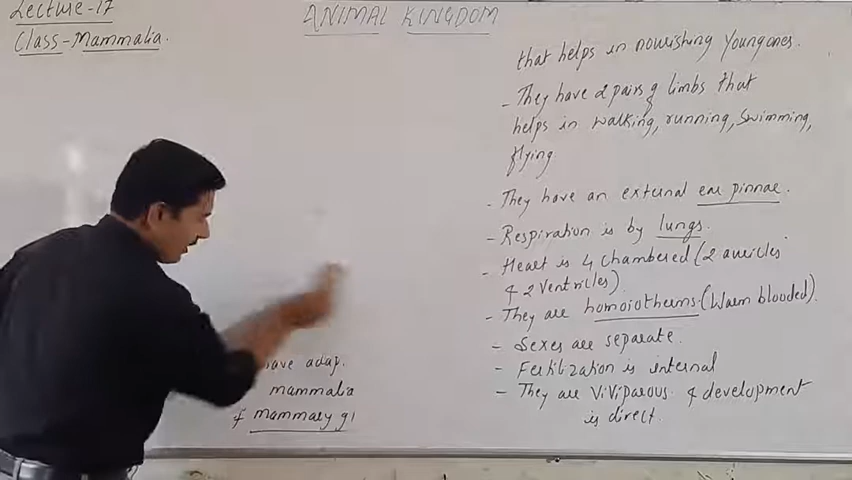 Lecture-17
Class-Mammalia.
ANIMAL KINGDOM
have adap.
mammalia
& mammary gl
that helps in nourishing Young ones.
- They have 2 pairs of limbs that
helps in walking, running, Swimming,
flying
- They have an external ear pinnae.
- Respiration is by lungs.
- Heart is 4 chambered (2 auricles
& 2 Ventricles).
- They are homoiotherms (Warm blooded).
- Sexes are separate.
- Fertilization is internal
- They are Viviparous & development
is direct.